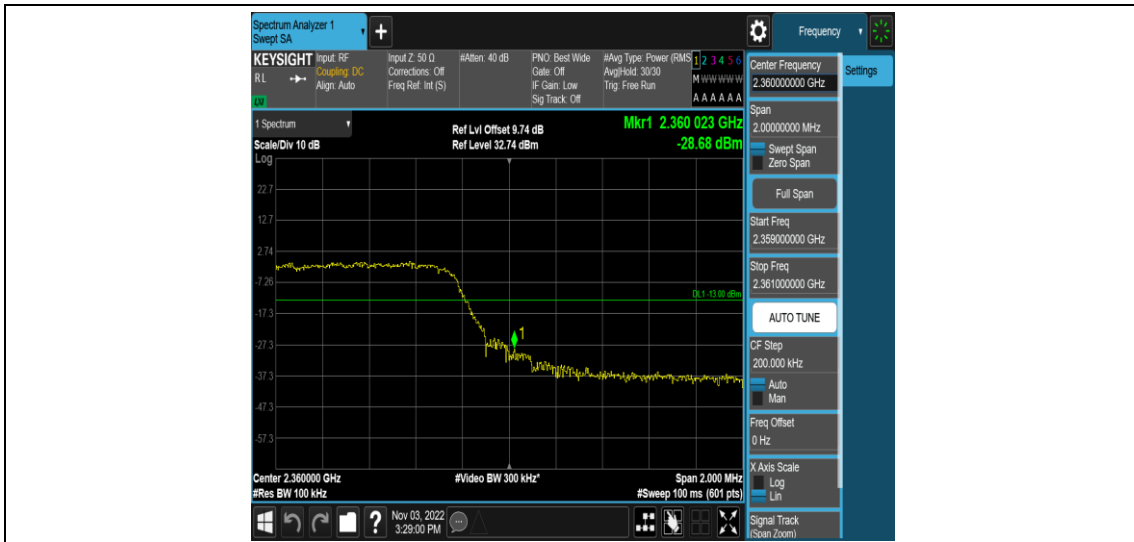 Spectrum Analyzer 1
Swept SA
+
Frequency
KEYSIGHT
RL
LXI
Input: RF
Coupling: DC
Align: Auto
Input Z: 50 Ω
Corrections: Off
Freq Ref: Int (S)
#Atten: 40 dB
PNO: Best Wide
Gate: Off
IF Gain: Low
Sig Track: Off
#Avg Type: Power (RMS
Avg|Hold: 30/30
Trig: Free Run
1 2 3 4 5 6
M W W W W W
A A A A A A
Center Frequency
2.360000000 GHz
Settings
1 Spectrum
Scale/Div 10 dB
Ref Lvl Offset 9.74 dB
Ref Level 32.74 dBm
Mkr1 2.360 023 GHz
-28.68 dBm
Log
22.7
12.7
2.74
-7.26
-17.3
-27.3
-37.3
-47.3
-57.3
DL1 -13.00 dBm
1
Center 2.360000 GHz
#Res BW 100 kHz
#Video BW 300 kHz*
Span 2.000 MHz
#Sweep 100 ms (601 pts)
Span
2.00000000 MHz
Swept Span
Zero Span
Full Span
Start Freq
2.359000000 GHz
Stop Freq
2.361000000 GHz
AUTO TUNE
CF Step
200.000 kHz
Auto
Man
Freq Offset
0 Hz
X Axis Scale
Log
Lin
Signal Track
(Span Zoom)
?
Nov 03, 2022
3:29:00 PM